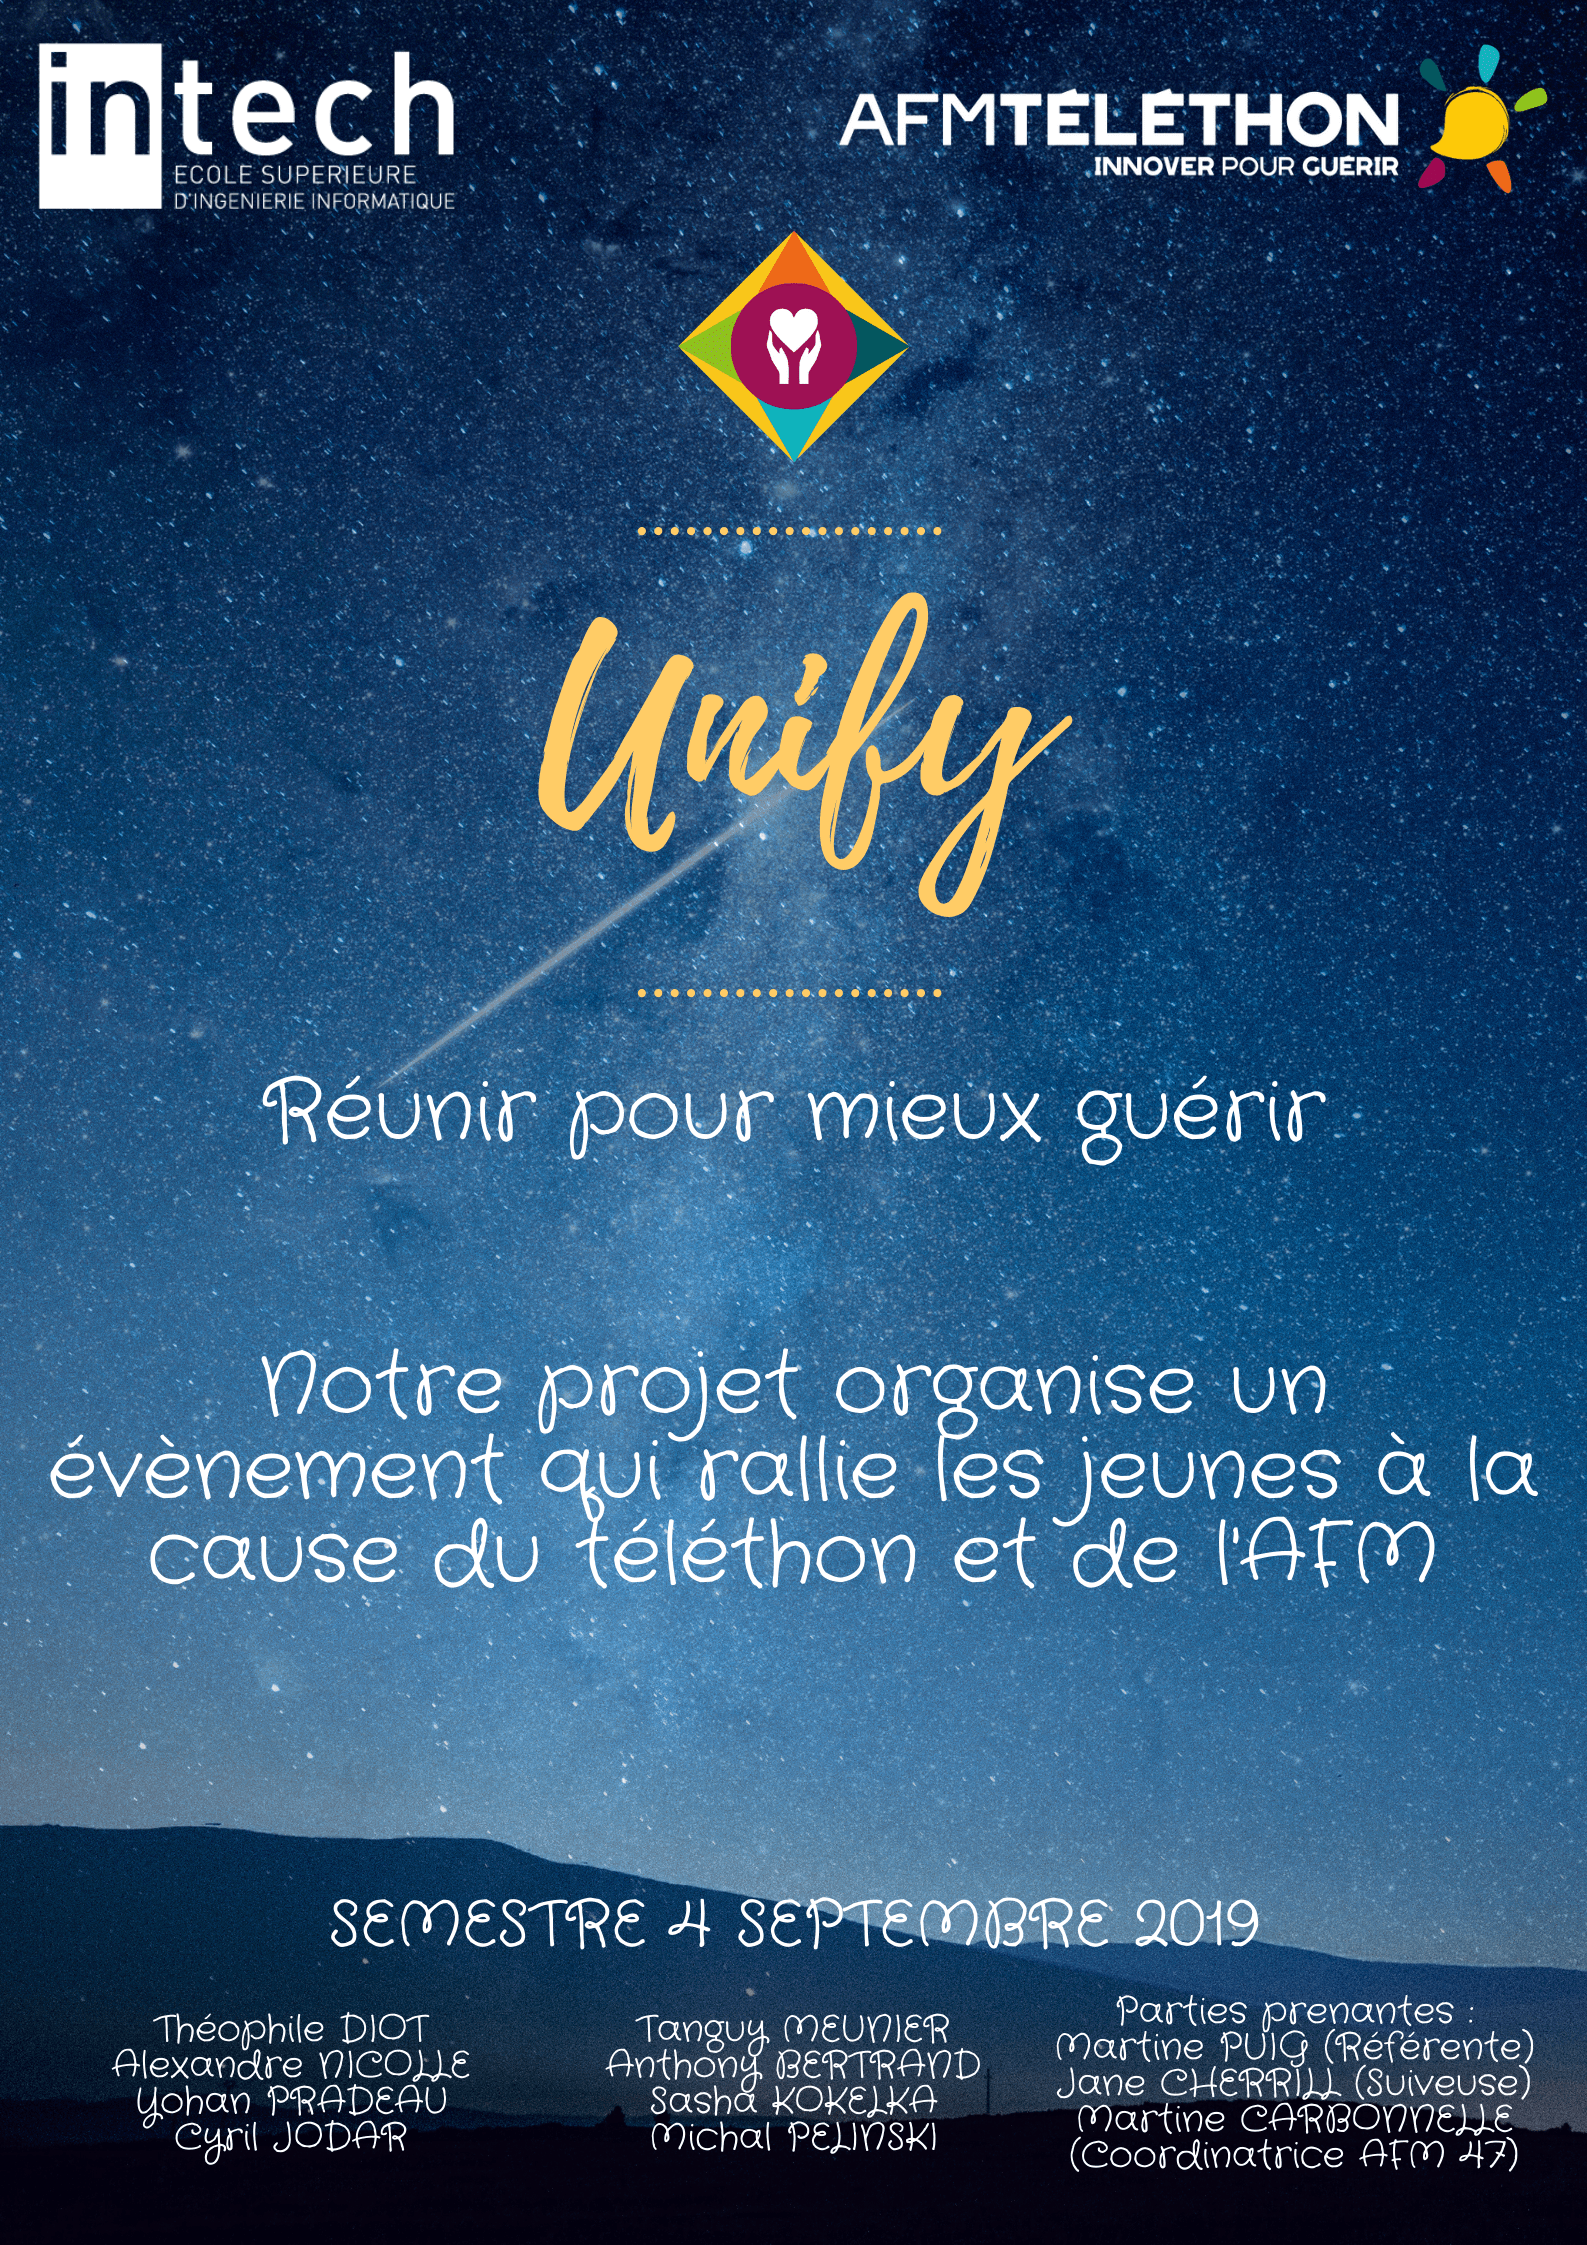 intech
ECOLE SUPERIEURE
D'INGENIERIE INFORMATIQUE
AFMTÉLÉTHON
INNOVER POUR GUÉRIR
Unify
Réunir pour mieux guérir
Notre projet organise un
évènement qui rallie les jeunes à la
cause du téléthon et de l'AFM
SEMESTRE 4 SEPTEMBRE 2019
Théophile DIOT
Alexandre NICOLLE
Yohan PRADEAU
Cyril JODAR
Tanguy MEUNIER
Anthony BERTRAND
Sasha KOKELKA
Michal PELINSKI
Parties prenantes :
Martine PUIG (Référente)
Jane CHERRILL (Suiveuse)
Martine CARBONNELLE
(Coordinatrice AFM 47)